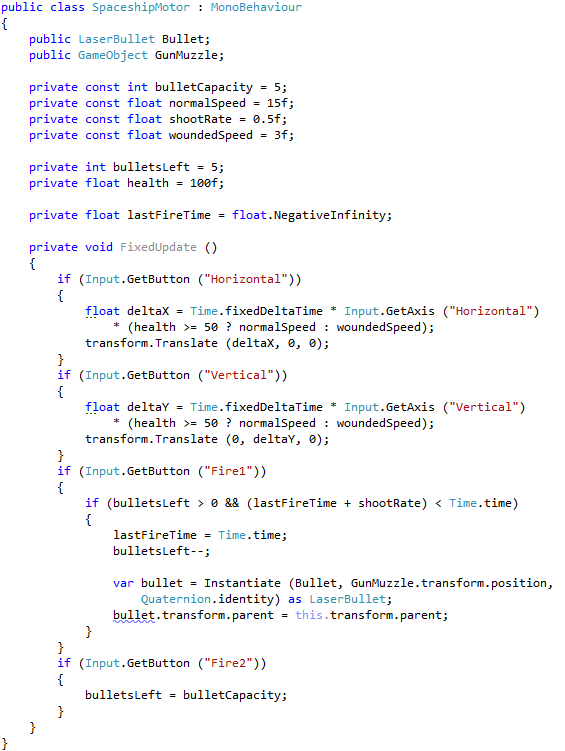 public class SpaceshipMotor : MonoBehaviour
{
    public LaserBullet Bullet;
    public GameObject GunMuzzle;

    private const int bulletCapacity = 5;
    private const float normalSpeed = 15f;
    private const float shootRate = 0.5f;
    private const float woundedSpeed = 3f;

    private int bulletsLeft = 5;
    private float health = 100f;

    private float lastFireTime = float.NegativeInfinity;

    private void FixedUpdate ()
    {
        if (Input.GetButton ("Horizontal"))
        {
            float deltaX = Time.fixedDeltaTime * Input.GetAxis ("Horizontal")
                * (health >= 50 ? normalSpeed : woundedSpeed);
            transform.Translate (deltaX, 0, 0);
        }
        if (Input.GetButton ("Vertical"))
        {
            float deltaY = Time.fixedDeltaTime * Input.GetAxis ("Vertical")
                * (health >= 50 ? normalSpeed : woundedSpeed);
            transform.Translate (0, deltaY, 0);
        }
        if (Input.GetButton ("Fire1"))
        {
            if (bulletsLeft > 0 && (lastFireTime + shootRate) < Time.time)
            {
                lastFireTime = Time.time;
                bulletsLeft--;

                var bullet = Instantiate (Bullet, GunMuzzle.transform.position,
                    Quaternion.identity) as LaserBullet;
                bullet.transform.parent = this.transform.parent;
            }
        }
        if (Input.GetButton ("Fire2"))
        {
            bulletsLeft = bulletCapacity;
        }
    }
}